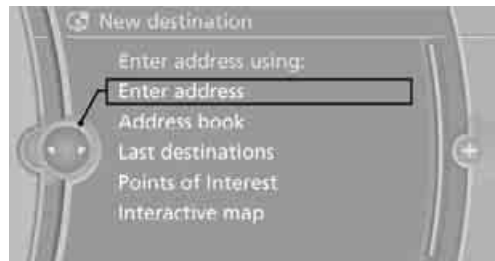 New destination
Enter address using:
Enter address
Address book
Last destinations
Points of Interest
Interactive map